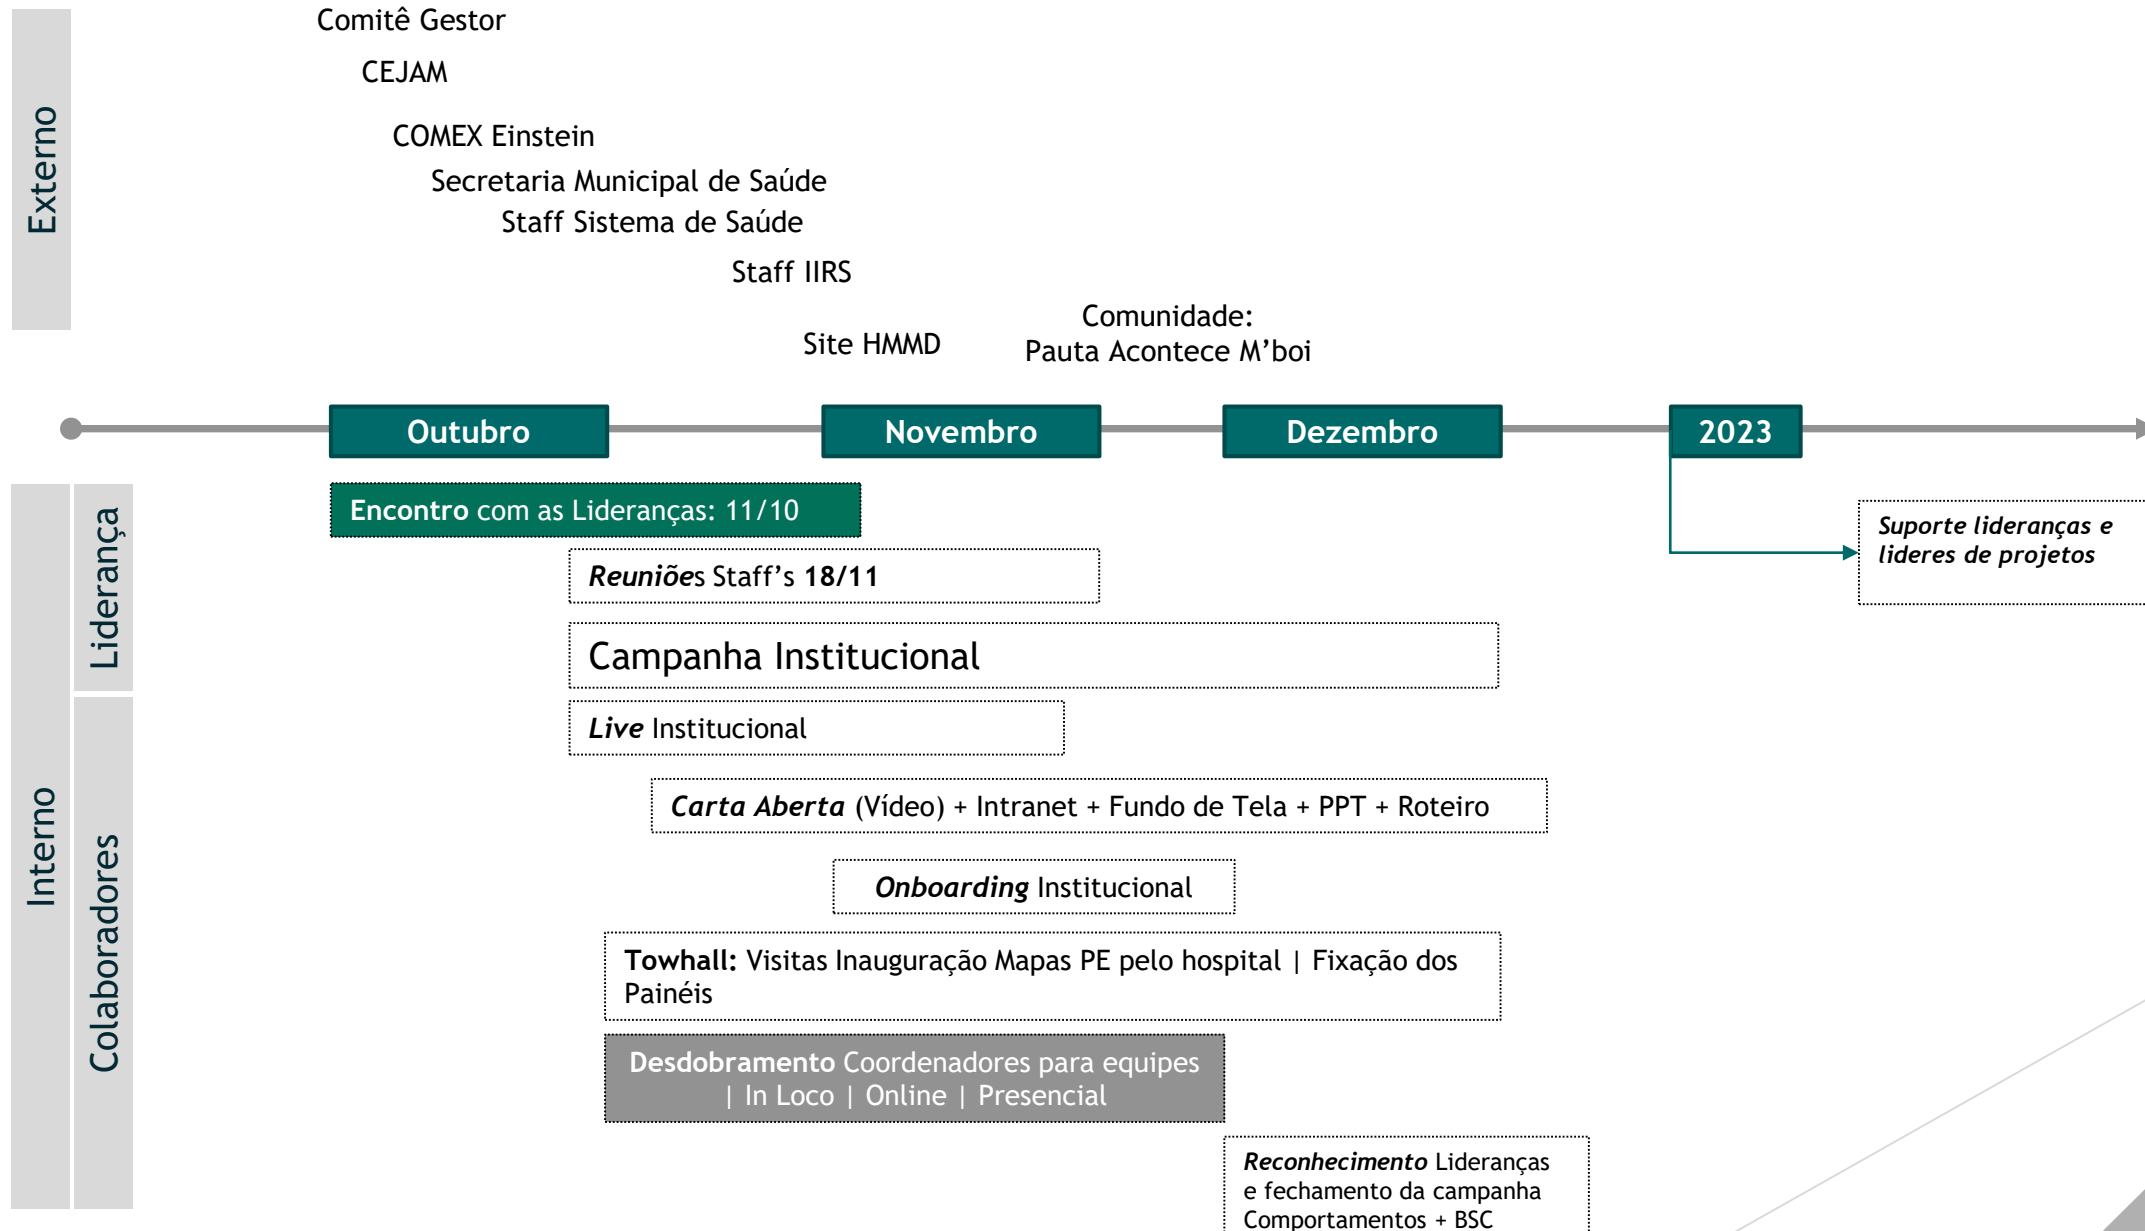 Externo
Comitê Gestor
CEJAM
COMEX Einstein
Secretaria Municipal de Saúde
Staff Sistema de Saúde
Staff IIRS
Site HMMD
Comunidade:
Pauta Acontece M’boi
Outubro
Novembro
Dezembro
2023
Interno
Liderança
Encontro com as Lideranças: 11/10
Suporte lideranças e
lideres de projetos
Reuniões Staff’s 18/11
Campanha Institucional
Colaboradores
Live Institucional
Carta Aberta (Vídeo) + Intranet + Fundo de Tela + PPT + Roteiro
Onboarding Institucional
Towhall: Visitas Inauguração Mapas PE pelo hospital | Fixação dos
Painéis
Desdobramento Coordenadores para equipes
| In Loco | Online | Presencial
Reconhecimento Lideranças
e fechamento da campanha
Comportamentos + BSC